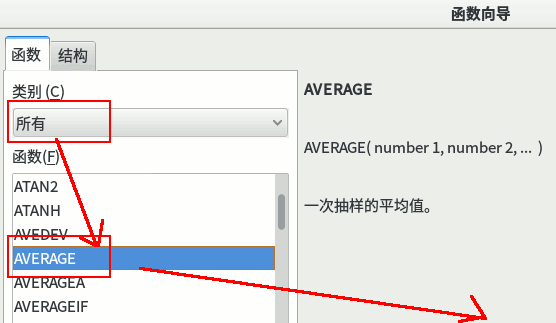 函数向导
函数 结构
类别 (C)
所有
函数(F)
ATAN2
ATANH
AVEDEV
AVERAGE
AVERAGEA
AVERAGEIF
AVERAGE
AVERAGE( number 1, number 2, ... )
一次抽样的平均值。